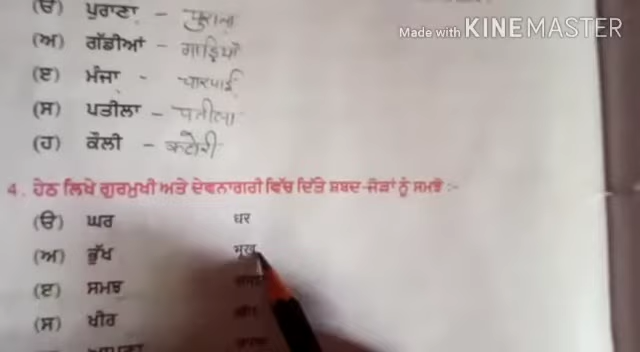 Made with KINEMASTER
(ੳ) ਪੁਰਾਣਾ - पुराना
(ਅ) ਗੱਡੀਆਂ - गाड़ियाँ
(ੲ) ਮੰਜਾ - चारपाई
(ਸ) ਪਤੀਲਾ - पतीला
(ਹ) ਕੌਲੀ - कटोरी
4. ਹੇਠ ਲਿਖੇ ਗੁਰਮੁਖੀ ਅਤੇ ਦੇਵਨਾਗਰੀ ਵਿੱਚ ਦਿੱਤੇ ਸ਼ਬਦ-ਜੋੜਾਂ ਨੂੰ ਸਮਝੋ :-
(ੳ) ਘਰ घर
(ਅ) ਭੁੱਖ भूख
(ੲ) ਸਮਝ
(ਸ) ਖੀਰ